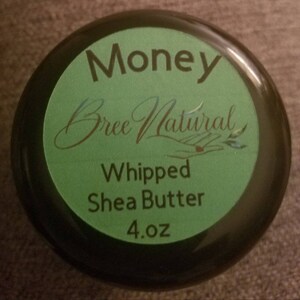 Money
Bree Natural
Whipped
Shea Butter
4.oz